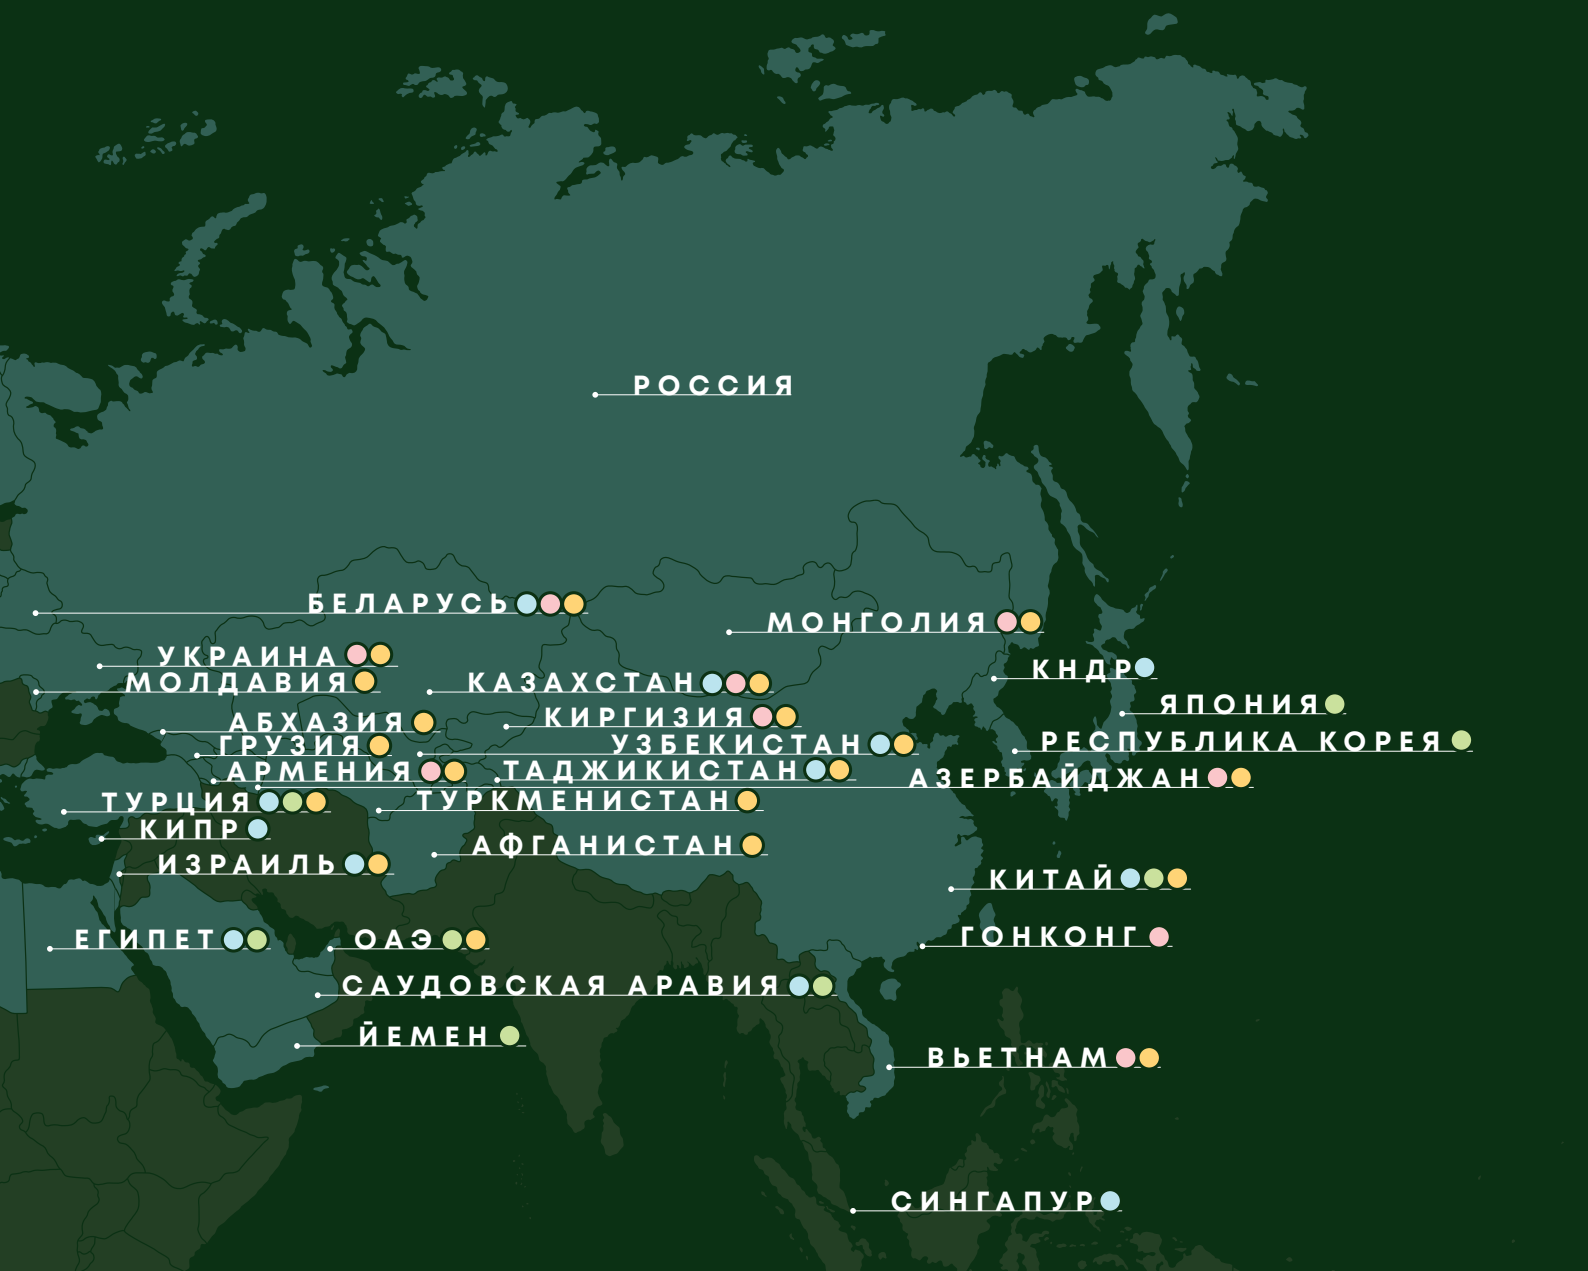 РОССИЯ
БЕЛАРУСЬ
МОНГОЛИЯ
УКРАИНА
КНДР
МОЛДАВИЯ
КАЗАХСТАН
ЯПОНИЯ
АБХАЗИЯ
КИРГИЗИЯ
ГРУЗИЯ
УЗБЕКИСТАН
РЕСПУБЛИКА КОРЕЯ
АРМЕНИЯ
ТАДЖИКИСТАН
АЗЕРБАЙДЖАН
ТУРЦИЯ
ТУРКМЕНИСТАН
КИПР
АФГАНИСТАН
ИЗРАИЛЬ
КИТАЙ
ЕГИПЕТ
ОАЭ
ГОНКОНГ
САУДОВСКАЯ АРАВИЯ
ЙЕМЕН
ВЬЕТНАМ
СИНГАПУР